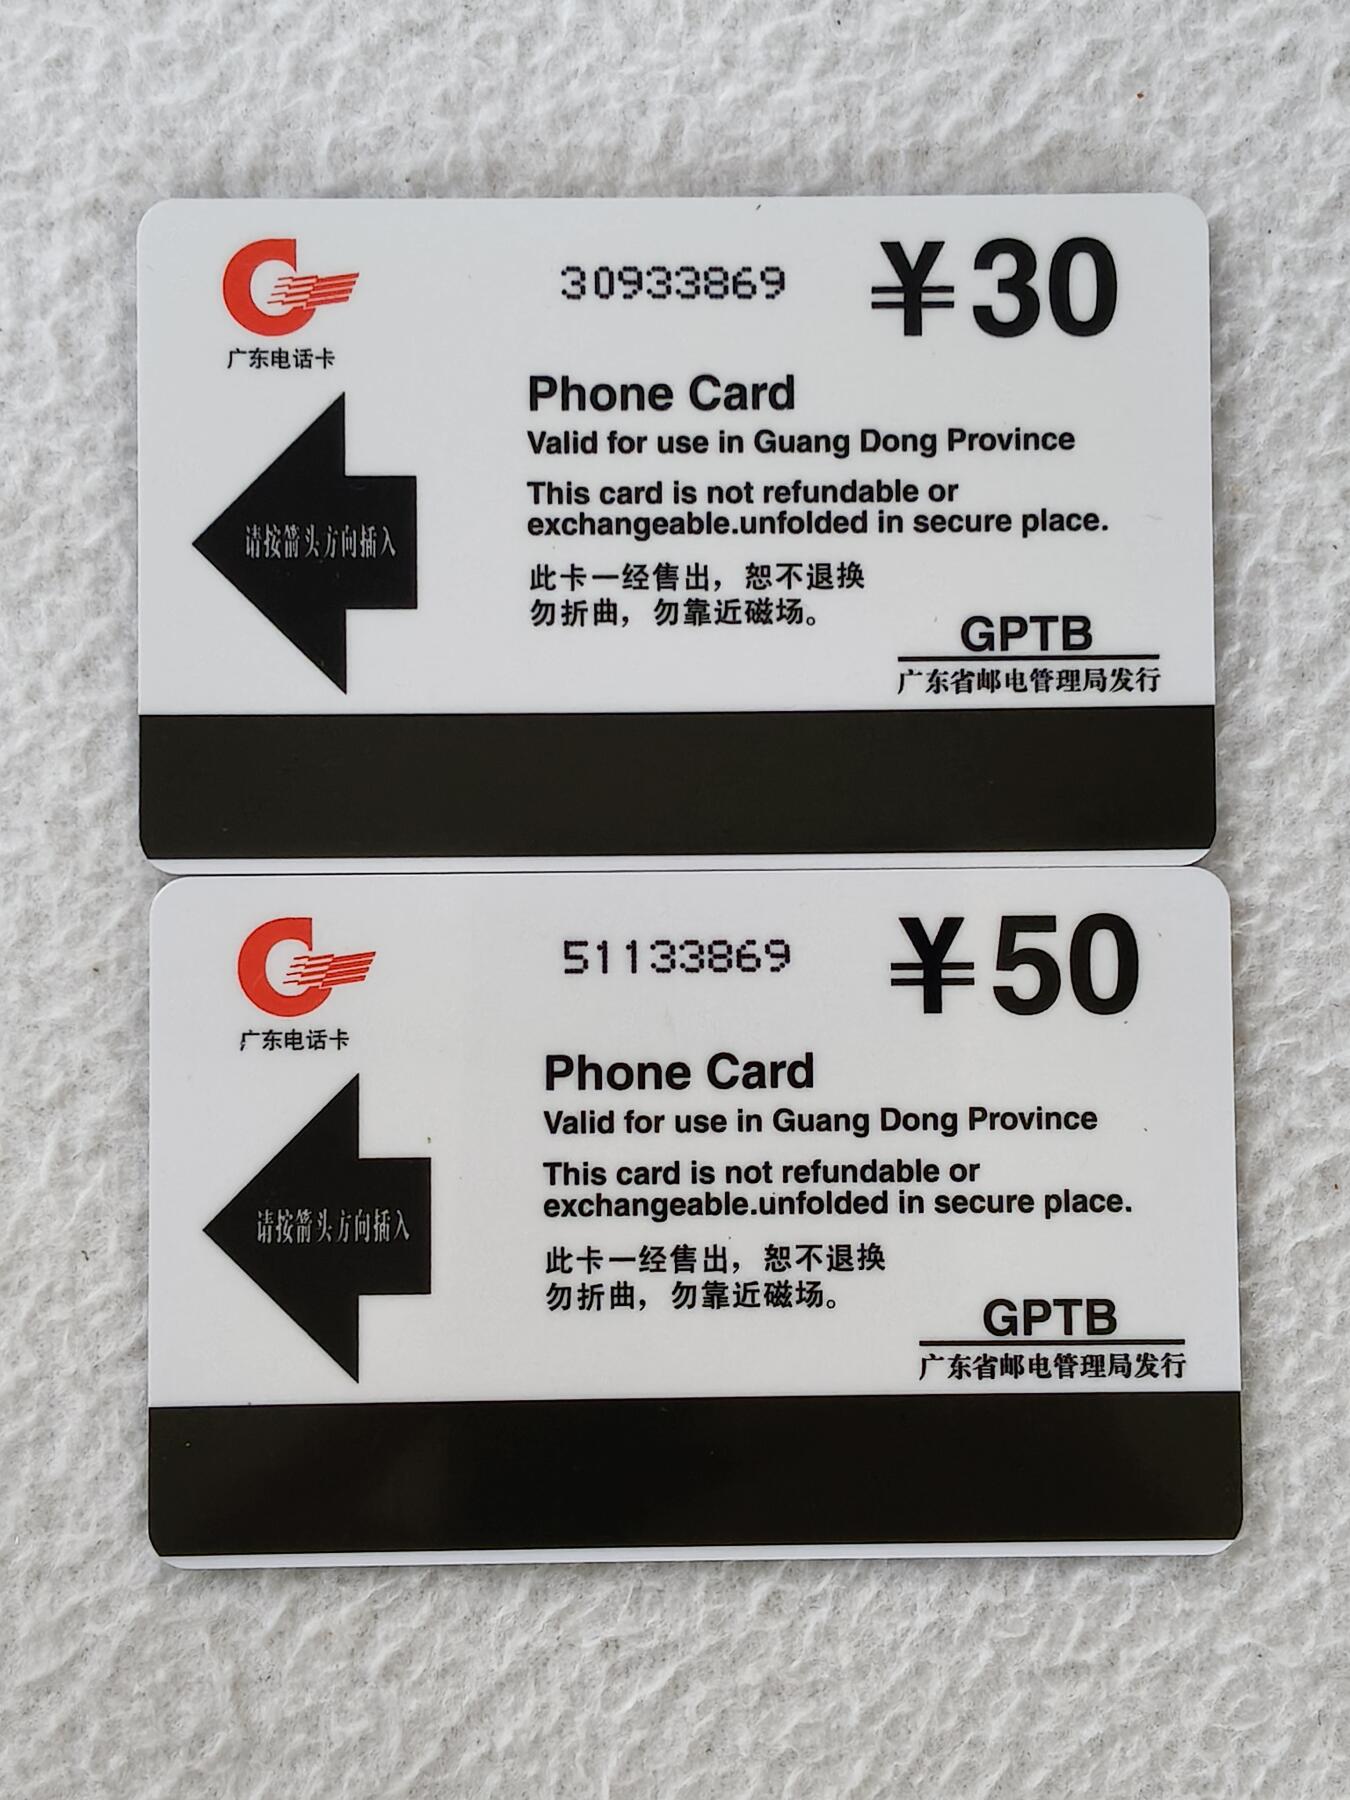 30933869
¥30
广东电话卡
Phone Card
Valid for use in Guang Dong Province
This card is not refundable or
exchangeable.unfolded in secure place.
请按箭头方向插入
此卡一经售出，恕不退换
勿折曲，勿靠近磁场。
GPTB
广东省邮电管理局发行
51133869
¥50
广东电话卡
Phone Card
Valid for use in Guang Dong Province
This card is not refundable or
exchangeable.unfolded in secure place.
请按箭头方向插入
此卡一经售出，恕不退换
勿折曲，勿靠近磁场。
GPTB
广东省邮电管理局发行